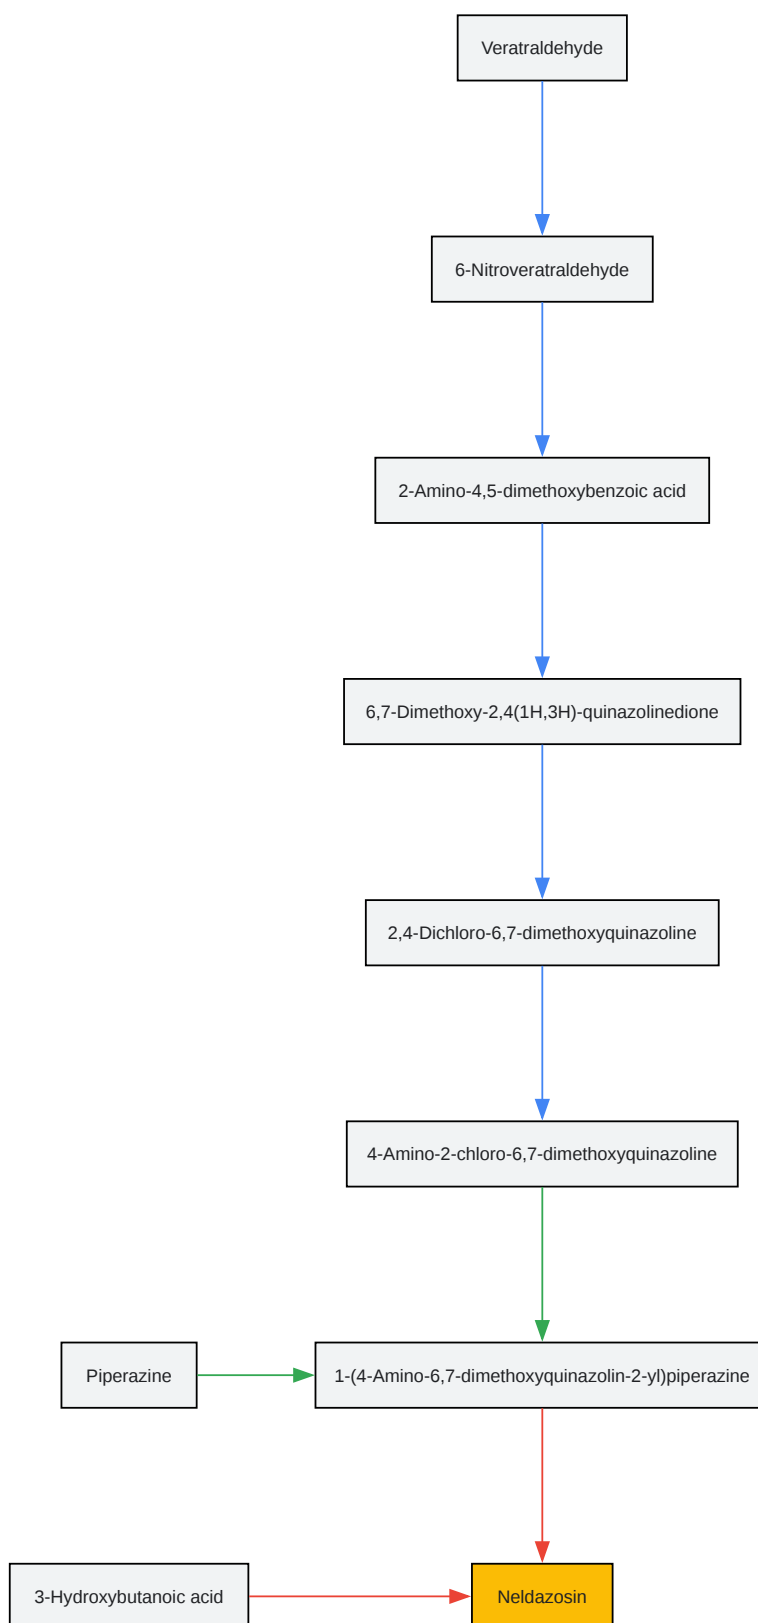 Veratraldehyde
6-Nitroveratraldehyde
2-Amino-4,5-dimethoxybenzoic acid
6,7-Dimethoxy-2,4(1H,3H)-quinazolinedione
2,4-Dichloro-6,7-dimethoxyquinazoline
4-Amino-2-chloro-6,7-dimethoxyquinazoline
Piperazine
1-(4-Amino-6,7-dimethoxyquinazolin-2-yl)piperazine
3-Hydroxybutanoic acid
Neldazosin